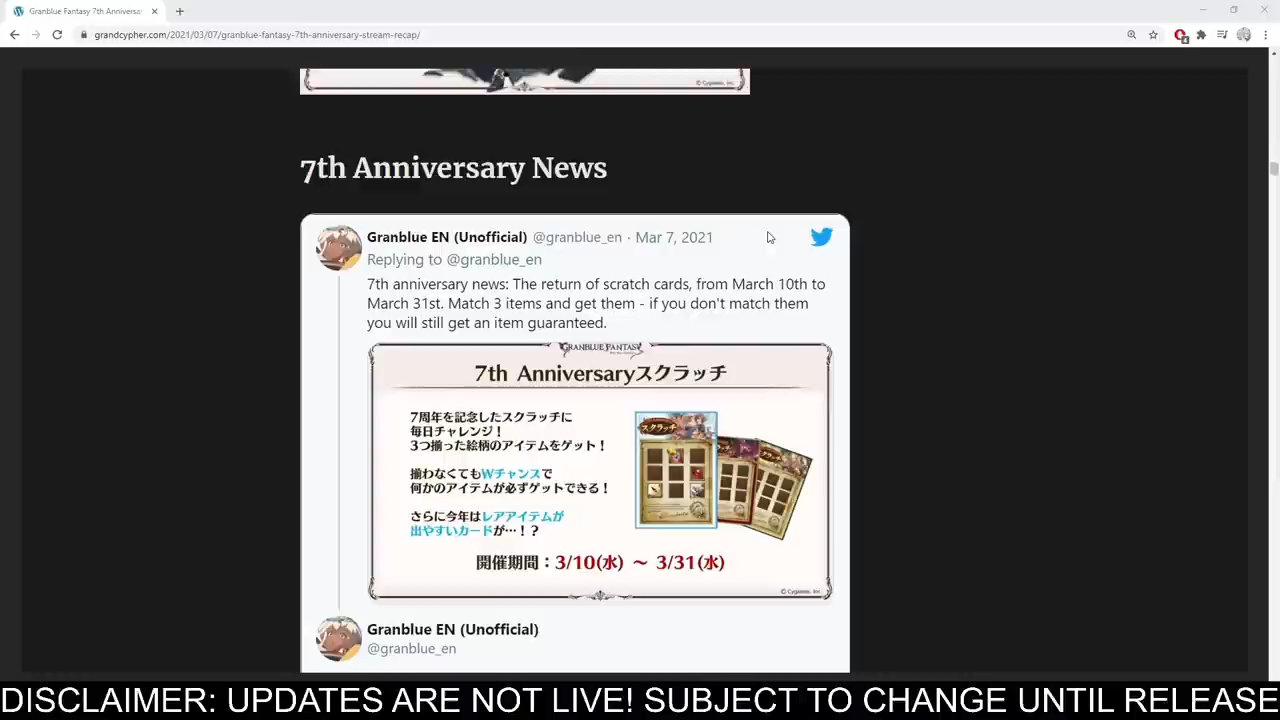 Granblue Fantasy 7th Anniversa
grandcypher.com/2021/03/07/granblue-fantasy-7th-anniversary-stream-recap/
© Cygames, Inc.
7th Anniversary News
Granblue EN (Unofficial) @granblue_en · Mar 7, 2021
Replying to @granblue_en
7th anniversary news: The return of scratch cards, from March 10th to
March 31st. Match 3 items and get them - if you don't match them
you will still get an item guaranteed.
GRANBLUE FANTASY
7th Anniversaryスクラッチ
7周年を記念したスクラッチに
毎日チャレンジ！
3つ揃った絵柄のアイテムをゲット！
揃わなくてもWチャンスで
何かのアイテムが必ずゲットできる！
さらに今年はレアアイテムが
出やすいカードが…！？
スクラッチ
スクラッチ
開催期間：3/10(水) ～ 3/31(水)
© Cygames, Inc.
Granblue EN (Unofficial)
@granblue_en
DISCLAIMER: UPDATES ARE NOT LIVE! SUBJECT TO CHANGE UNTIL RELEASE